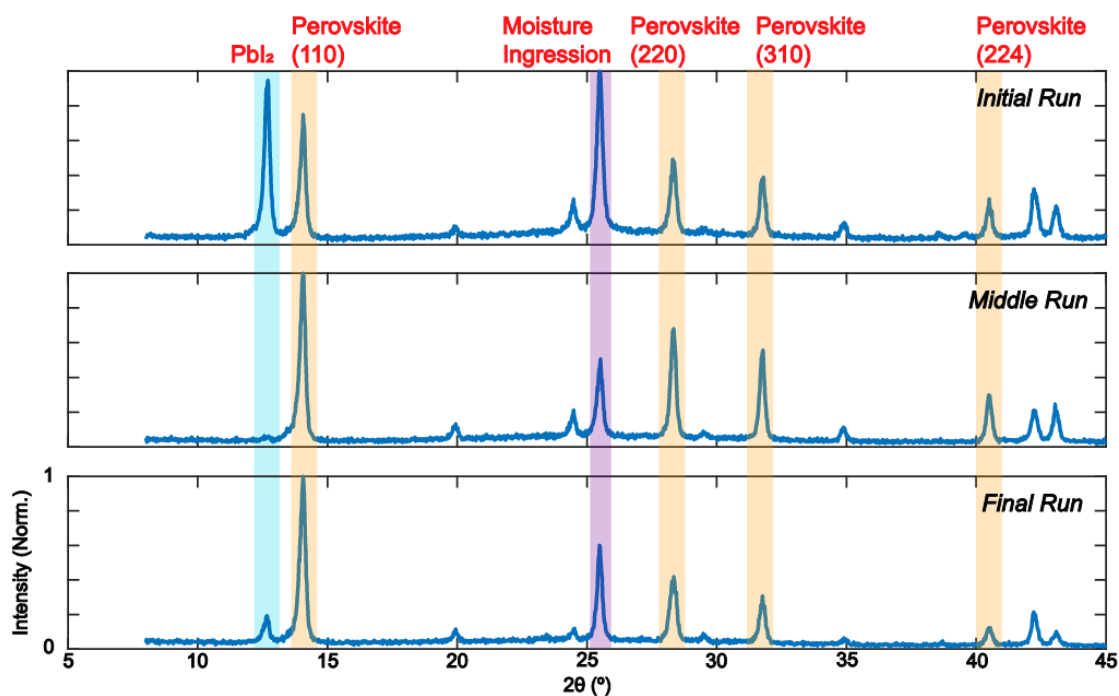 Perovskite Moisture Perovskite Perovskite Perovskite
PbI₂ (110) Ingression (220) (310) (224)
Initial Run
Middle Run
1
Final Run
Intensity (Norm.)
0
5 10 15 20 25 30 35 40 45
2θ (°)